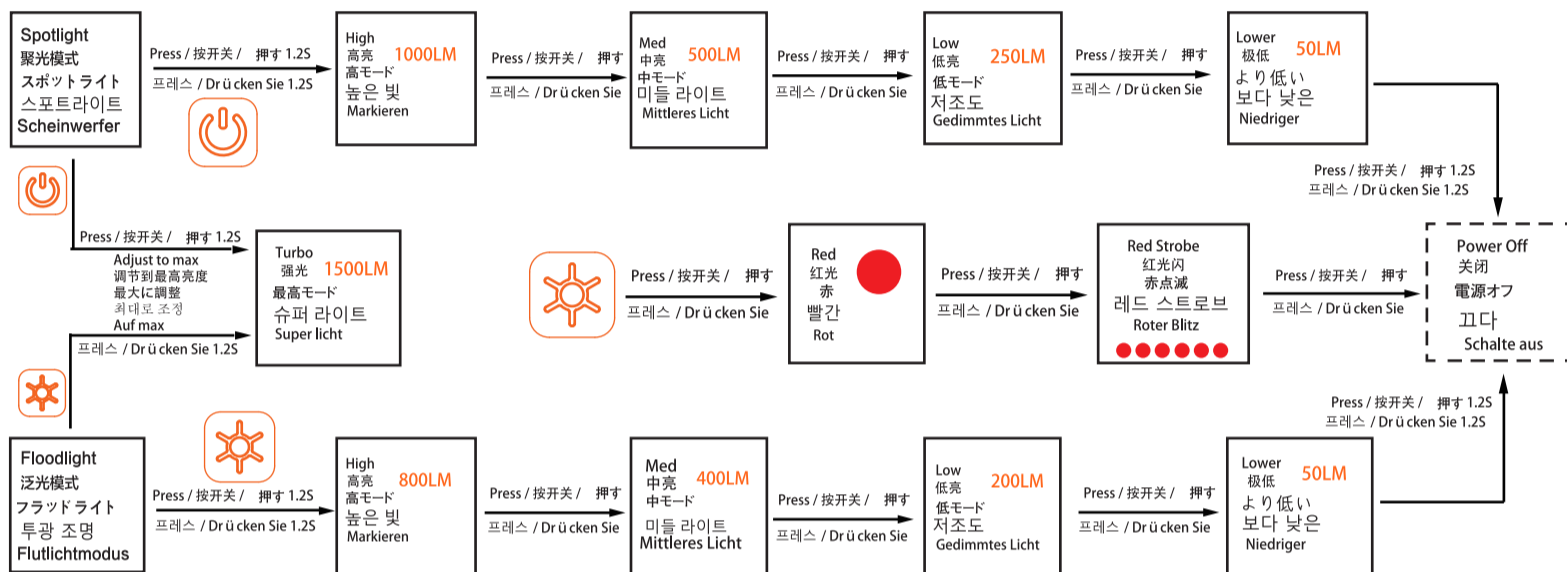 Spotlight
聚光模式
スポットライト
스포트라이트
Scheinwerfer
Press / 按开关 / 押す 1.2S
프레스 / Drücken Sie 1.2S
High
高亮
1000LM
高モード
높은 빛
Markieren
Press / 按开关 / 押す
프레스 / Drücken Sie
Med
中亮
500LM
中モード
미들 라이트
Mittleres Licht
Press / 按开关 / 押す
프레스 / Drücken Sie
Low
低亮
250LM
低モード
저조도
Gedimmtes Licht
Press / 按开关 / 押す
프레스 / Drücken Sie
Lower
极低
50LM
より低い
보다 낮은
Niedriger
Press / 按开关 / 押す 1.2S
프레스 / Drücken Sie 1.2S
Press / 按开关 / 押す 1.2S
Adjust to max
调节到最高亮度
最大に調整
최대로 조정
Auf max
프레스 / Drücken Sie 1.2S
Turbo
强光
1500LM
最高モード
슈퍼 라이트
Super licht
Press / 按开关 / 押す
프레스 / Drücken Sie
Red
红光
赤
빨간
Rot
Press / 按开关 / 押す
프레스 / Drücken Sie
Red Strobe
红光闪
赤点滅
레드 스트로브
Roter Blitz
Press / 按开关 / 押す
프레스 / Drücken Sie
Power Off
关闭
電源オフ
끄다
Schalte aus
Press / 按开关 / 押す 1.2S
프레스 / Drücken Sie 1.2S
Floodlight
泛光模式
フラッドライト
투광 조명
Flutlichtmodus
Press / 按开关 / 押す 1.2S
프레스 / Drücken Sie 1.2S
High
高亮
800LM
高モード
높은 빛
Markieren
Press / 按开关 / 押す
프레스 / Drücken Sie
Med
中亮
400LM
中モード
미들 라이트
Mittleres Licht
Press / 按开关 / 押す
프레스 / Drücken Sie
Low
低亮
200LM
低モード
저조도
Gedimmtes Licht
Press / 按开关 / 押す
프레스 / Drücken Sie
Lower
极低
50LM
より低い
보다 낮은
Niedriger